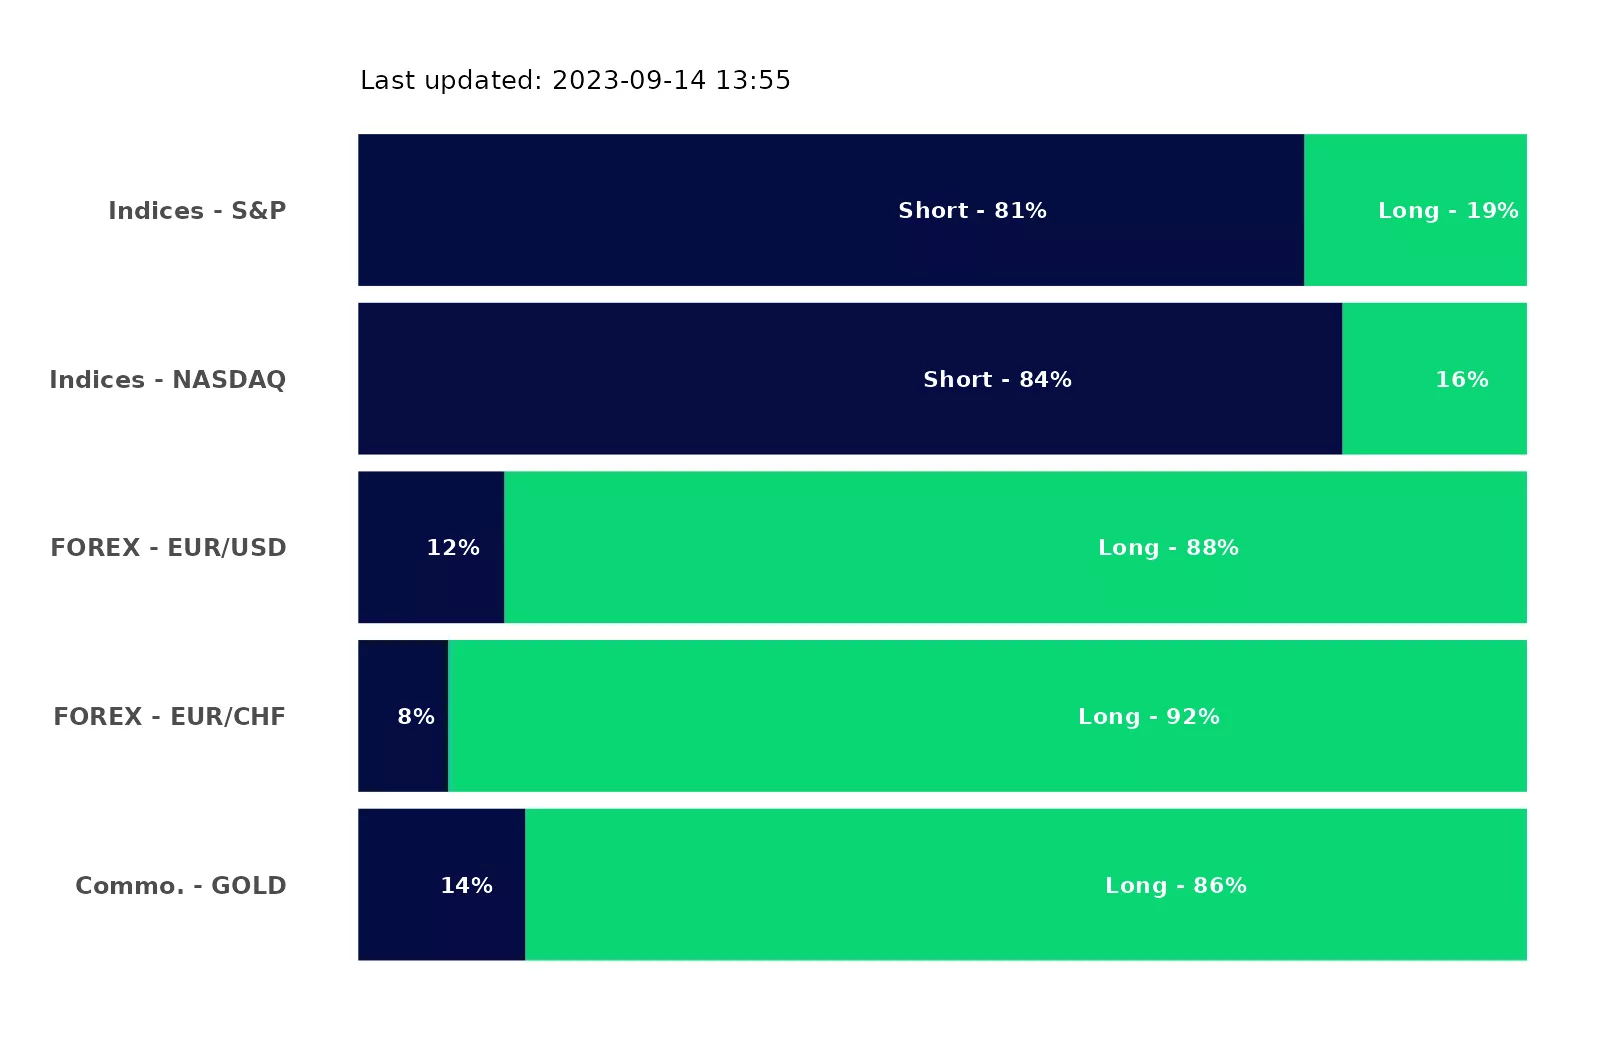 Last updated: 2023-09-14 13:55
Indices - S&P Short - 81% Long - 19%
Indices - NASDAQ Short - 84% 16%
FOREX - EUR/USD 12% Long - 88%
FOREX - EUR/CHF 8% Long - 92%
Commo. - GOLD 14% Long - 86%